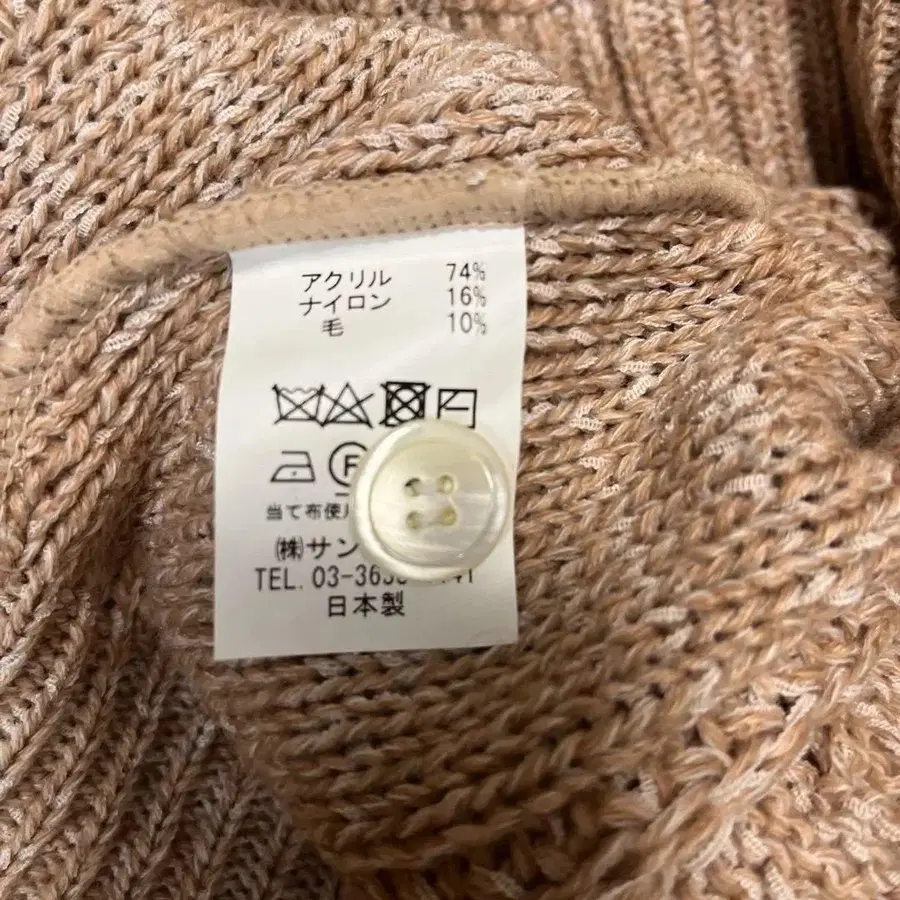 アクリル 74%
ナイロン 16%
毛 10%
F
当て布使
(株)サン
TEL. 03-36
日本製